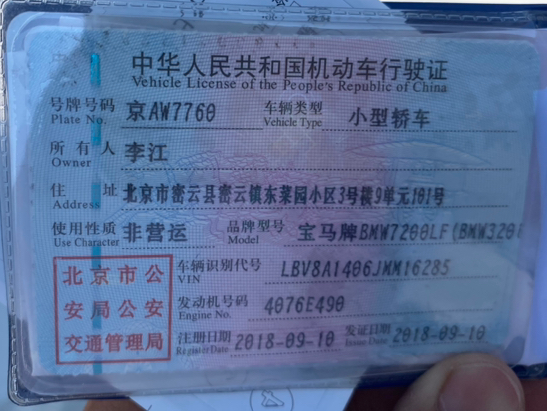 中华人民共和国机动车行驶证
Vehicle License of the People's Republic of China
号牌号码 京AW7760 车辆类型 小型轿车
Plate No. Vehicle Type
所有人 李江
Owner
住址 北京市密云县密云镇东菜园小区3号楼9单元101号
Address
使用性质 非营运 品牌型号 宝马牌BMW7200LF(BMW320i
Use Character Model
北京市公
安局公安
交通管理局
车辆识别代号 LBV8A1406JMM16285
VIN
发动机号码 4076E490
Engine No.
注册日期 2018-09-10 发证日期 2018-09-10
Register Date Issue Date